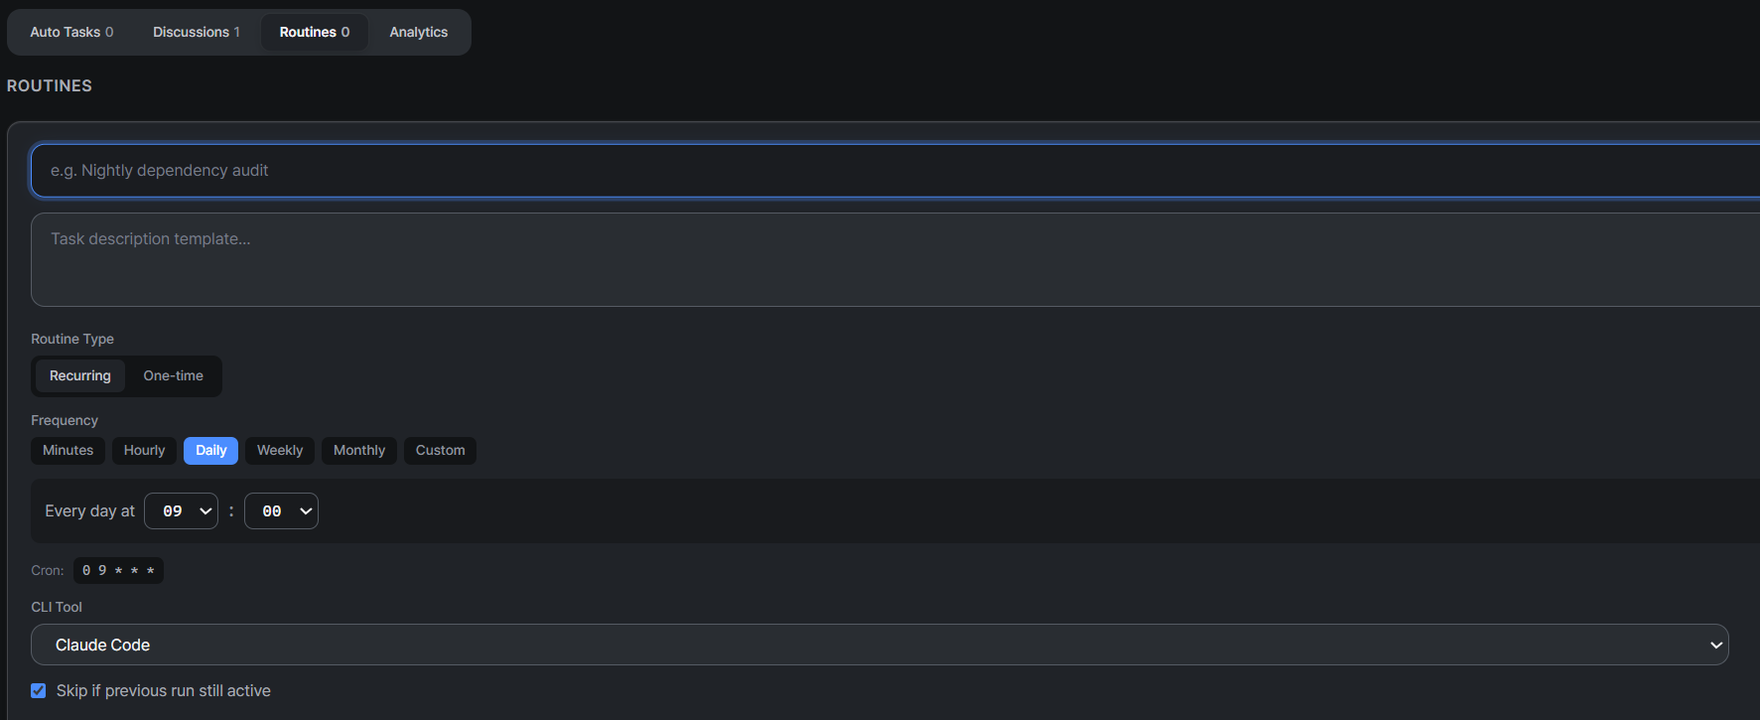 Auto Tasks 0 Discussions 1 Routines 0 Analytics
ROUTINES
e.g. Nightly dependency audit
Task description template...
Routine Type
Recurring One-time
Frequency
Minutes Hourly Daily Weekly Monthly Custom
Every day at 09 : 00
Cron: 0 9 * * *
CLI Tool
Claude Code
Skip if previous run still active